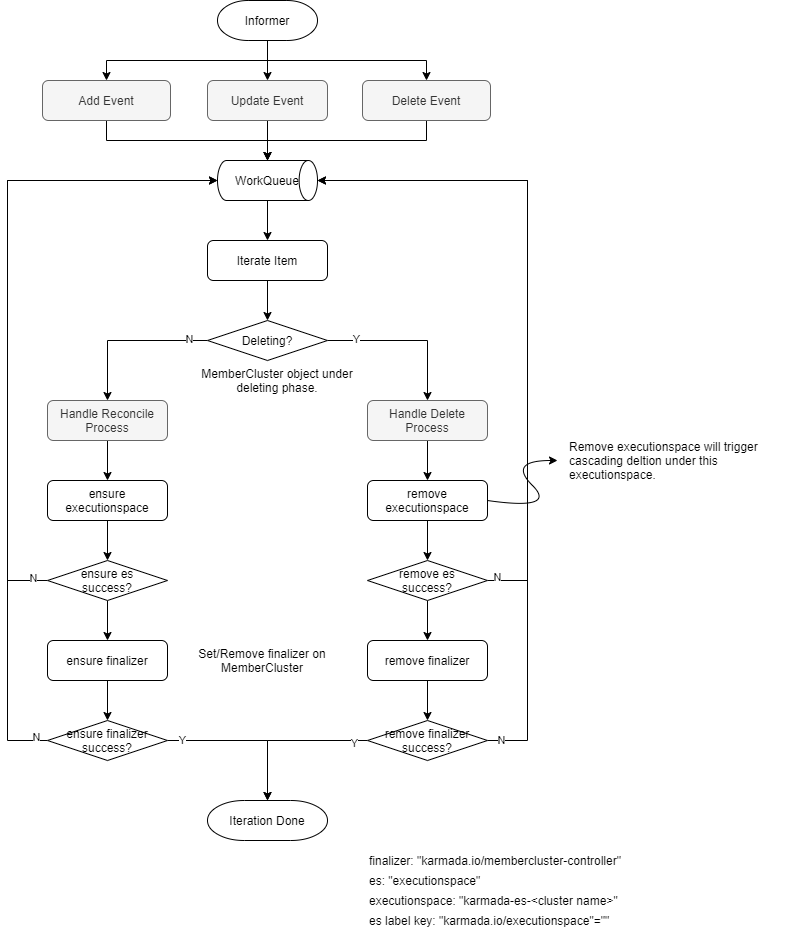 Informer
Add Event
Update Event
Delete Event
WorkQueue
Iterate Item
Deleting?
N
Y
MemberCluster object under
deleting phase.
Handle Reconcile
Process
Handle Delete
Process
Remove executionspace will trigger
cascading deltion under this
executionspace.
ensure
executionspace
remove
executionspace
N
ensure es
success?
remove es
success?
N
ensure finalizer
Set/Remove finalizer on
MemberCluster
remove finalizer
N
ensure finalizer
success?
Y
Y
remove finalizer
success?
N
Iteration Done
finalizer: "karmada.io/membercluster-controller"
es: "executionspace"
executionspace: "karmada-es-<cluster name>"
es label key: "karmada.io/executionspace"=""